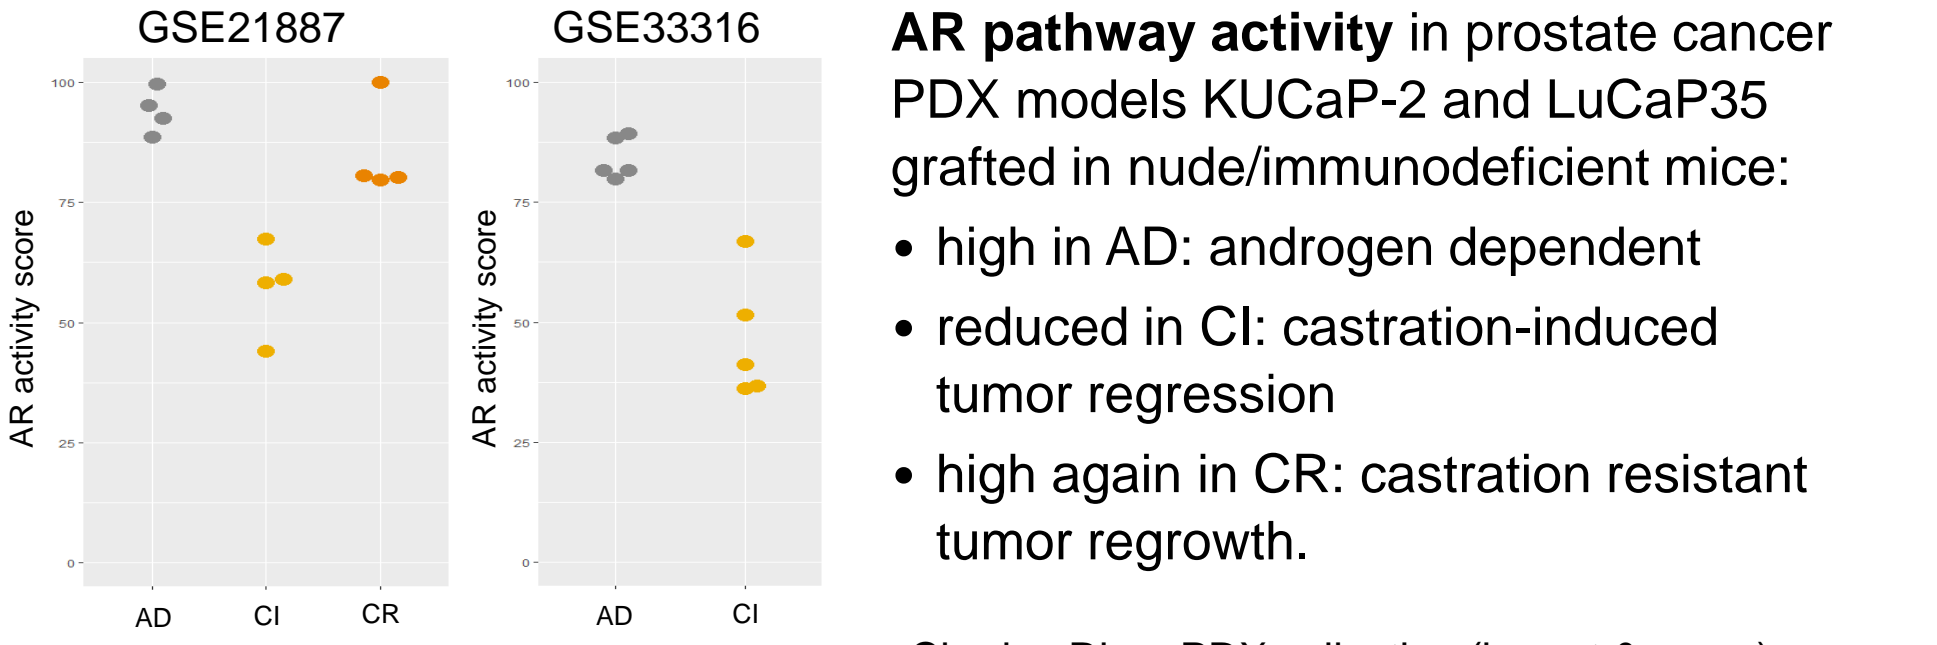 GSE21887
100
75
50
25
0
AR activity score
AD CI CR
GSE33316
100
75
50
25
0
AR activity score
AD CI
AR pathway activity in prostate cancer
PDX models KUCaP-2 and LuCaP35
grafted in nude/immunodeficient mice:
• high in AD: androgen dependent
• reduced in CI: castration-induced
tumor regression
• high again in CR: castration resistant
tumor regrowth.